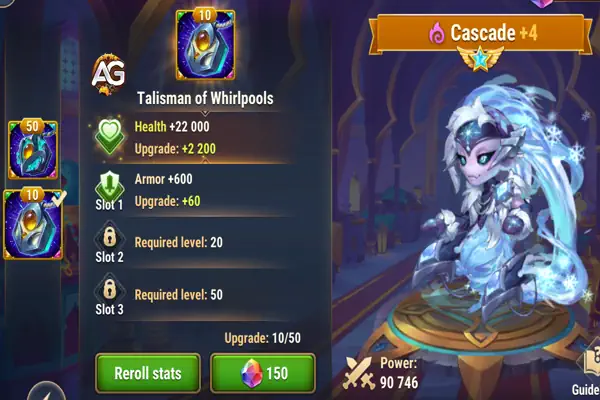 10
Cascade +4
AG
Talisman of Whirlpools
50
Health +22 000
Upgrade: +2 200
10
Armor +600
Slot 1
Upgrade: +60
Required level: 20
Slot 2
Required level: 50
Slot 3
Upgrade: 10/50
Reroll stats
150
Power:
90 746
Guide